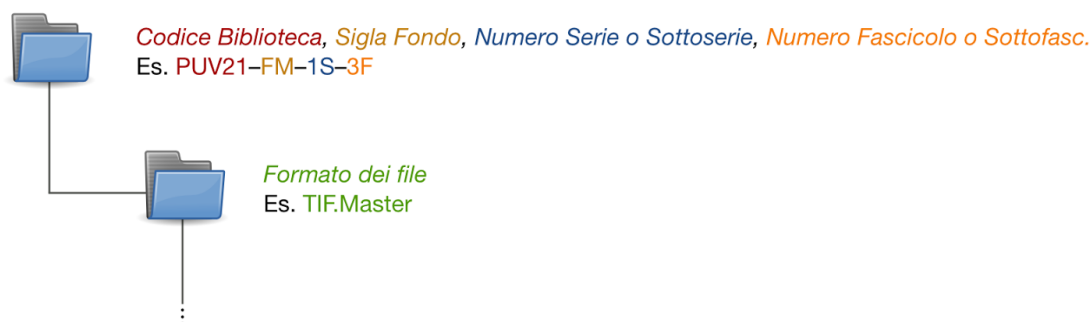 Codice Biblioteca, Sigla Fondo, Numero Serie o Sottoserie, Numero Fascicolo o Sottofasc.
Es. PUV21–FM–1S–3F
Formato dei file
Es. TIF.Master